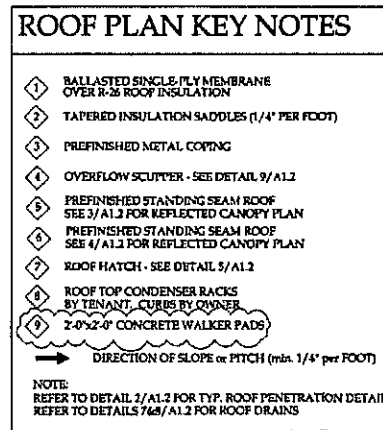 ROOF PLAN KEY NOTES
1 BALLASTED SINGLE-PLY MEMBRANE
OVER R-26 ROOF INSULATION
2 TAPERED INSULATION SADDLES (1/4" PER FOOT)
3 PREFINISHED METAL COPING
4 OVERFLOW SCUPPER - SEE DETAIL 9/A1.2
5 PREFINISHED STANDING SEAM ROOF
SEE 3/A1.2 FOR REFLECTED CANOPY PLAN
6 PREFINISHED STANDING SEAM ROOF
SEE 4/A1.2 FOR REFLECTED CANOPY PLAN
7 ROOF HATCH - SEE DETAIL 5/A1.2
8 ROOF TOP CONDENSER RACKS
BY TENANT, CURBS BY OWNER
9 2'-0"x2'-0" CONCRETE WALKER PADS
DIRECTION OF SLOPE or PITCH (min. 1/4" per FOOT)
NOTE:
REFER TO DETAIL 2/A1.2 FOR TYP. ROOF PENETRATION DETAIL
REFER TO DETAILS 7&8/A1.2 FOR ROOF DRAINS